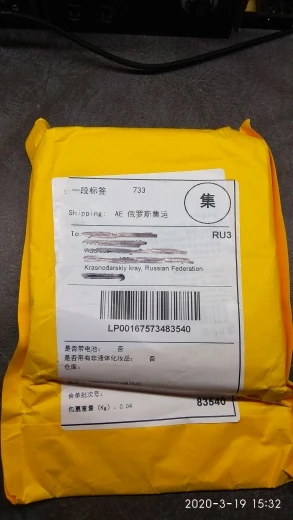 一段标签 733
集
Shipping: AE 俄罗斯集运
To
RU3
Krasnodarskiy kray, Russian Federation
LP00167573483540
是否带电池： 否
是否带有非液体化妆品： 否
仓库：
合单批次号：
83540
包裹重量 (Kg)：0.04
2020-3-19 15:32